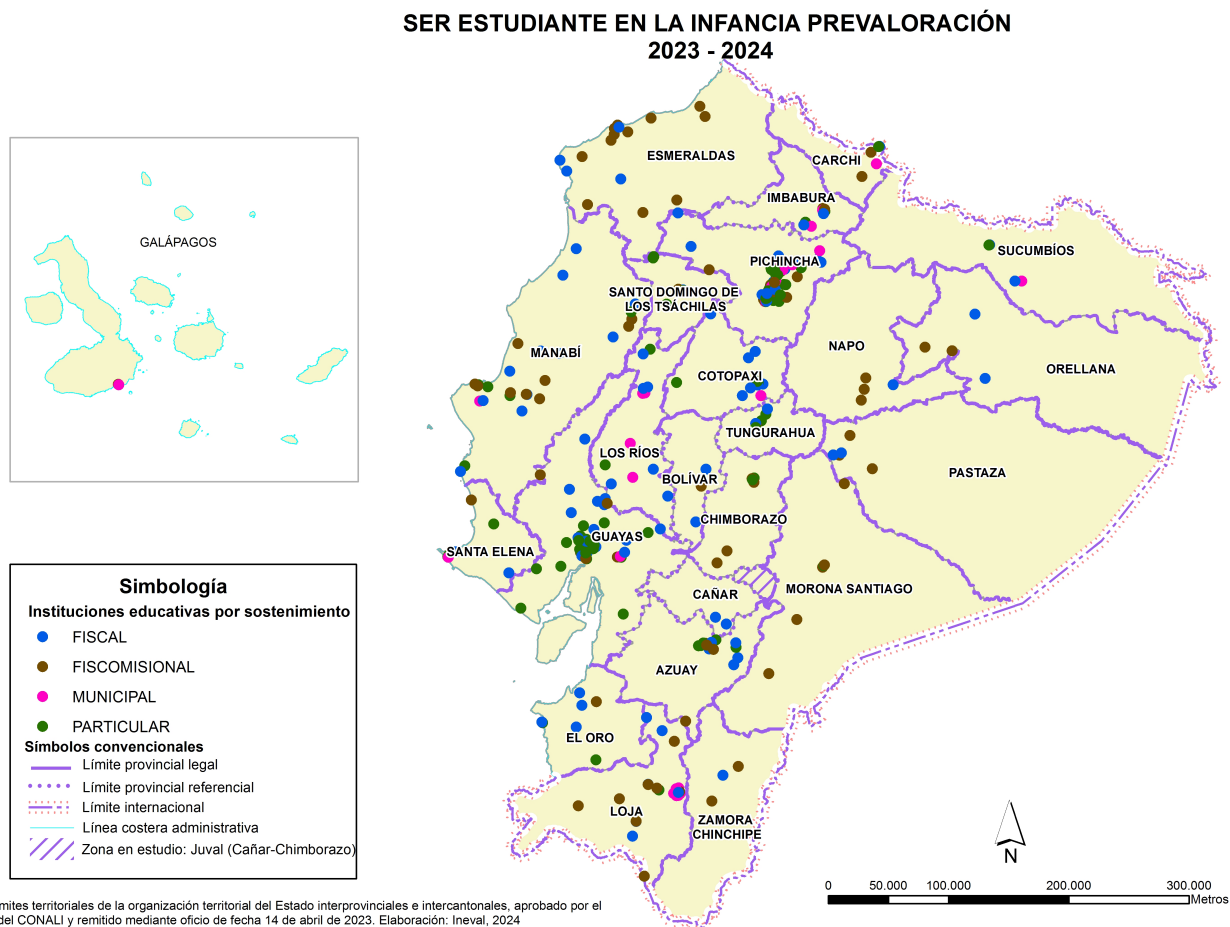 SER ESTUDIANTE EN LA INFANCIA PREVALORACIÓN
2023 - 2024
GALÁPAGOS
ESMERALDAS
CARCHI
IMBABURA
SUCUMBÍOS
PICHINCHA
SANTO DOMINGO DE
LOS TSÁCHILAS
NAPO
MANABÍ
ORELLANA
COTOPAXI
TUNGURAHUA
LOS RÍOS
BOLÍVAR
PASTAZA
CHIMBORAZO
GUAYAS
SANTA ELENA
MORONA SANTIAGO
CAÑAR
AZUAY
EL ORO
LOJA
ZAMORA
CHINCHIPE
Simbología
Instituciones educativas por sostenimiento
FISCAL
FISCOMISIONAL
MUNICIPAL
PARTICULAR
Símbolos convencionales
Límite provincial legal
Límite provincial referencial
Límite internacional
Línea costera administrativa
Zona en estudio: Juval (Cañar-Chimborazo)
N
0 50.000 100.000 200.000 300.000
Metros
mites territoriales de la organización territorial del Estado interprovinciales e intercantonales, aprobado por el
del CONALI y remitido mediante oficio de fecha 14 de abril de 2023. Elaboración: Ineval, 2024